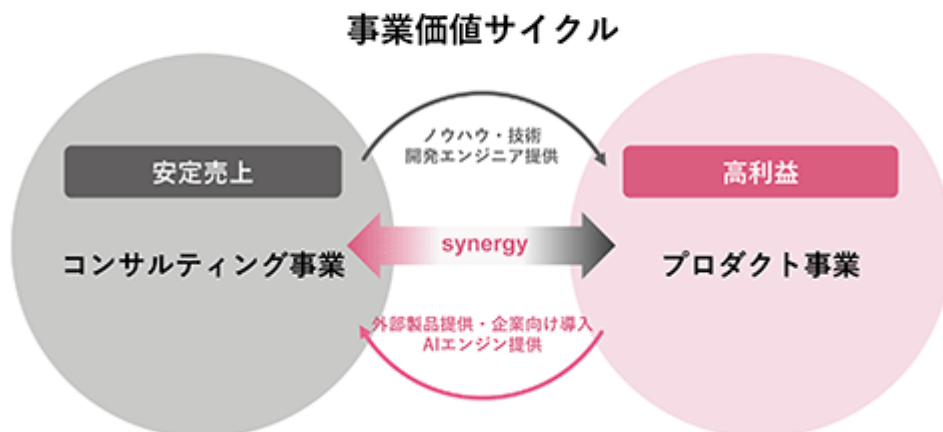 事業価値サイクル
ノウハウ・技術
開発エンジニア提供
安定売上
高利益
synergy
コンサルティング事業
プロダクト事業
外部製品提供・企業向け導入
AIエンジン提供